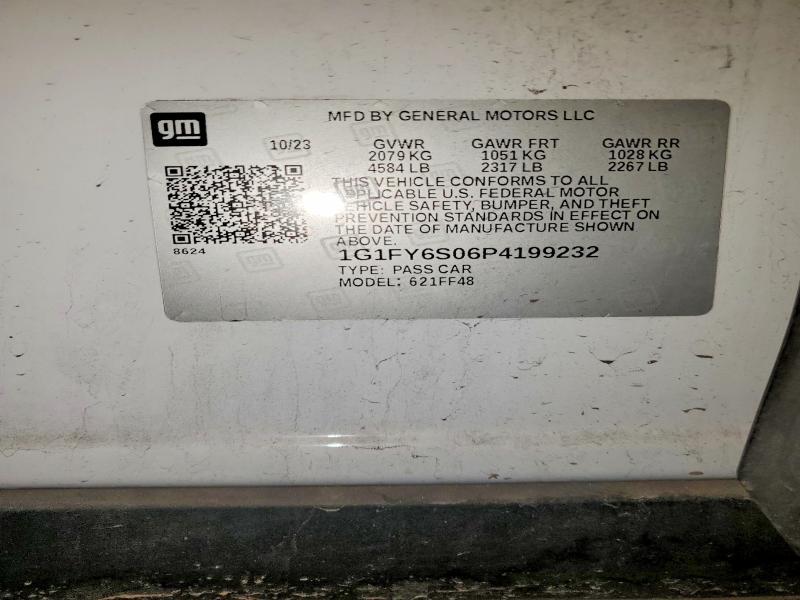 gm
MFD BY GENERAL MOTORS LLC
10/23 GVWR GAWR FRT GAWR RR
2079 KG 1051 KG 1028 KG
4584 LB 2317 LB 2267 LB
THIS VEHICLE CONFORMS TO ALL
LICABLE U.S. FEDERAL MOTOR
HICLE SAFETY, BUMPER, AND THEFT
PREVENTION STANDARDS IN EFFECT ON
THE DATE OF MANUFACTURE SHOWN
ABOVE.
8624
1G1FY6S06P4199232
TYPE: PASS CAR
MODEL: 621FF48